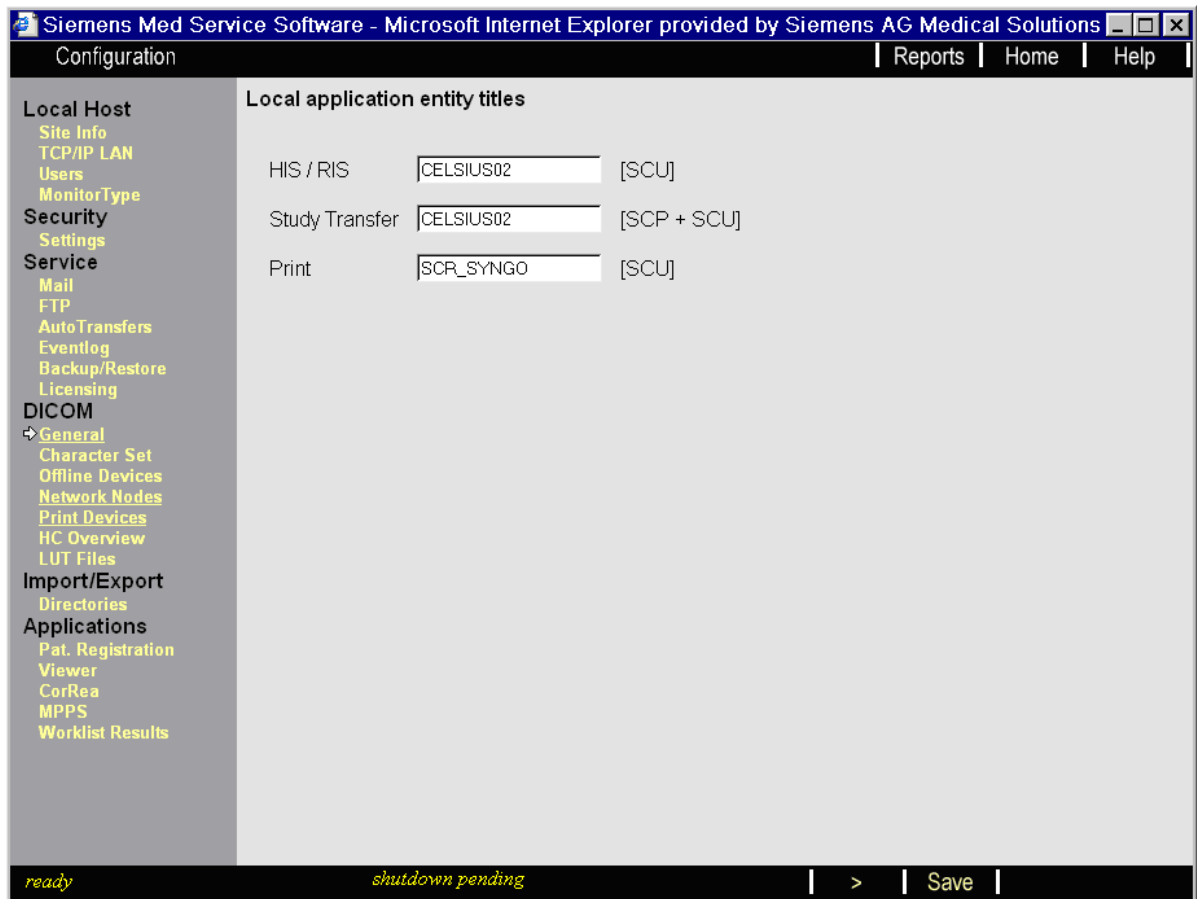 Siemens Med Service Software - Microsoft Internet Explorer provided by Siemens AG Medical Solutions
Configuration
Reports
Home
Help
Local Host
Site Info
TCP/IP LAN
Users
MonitorType
Security
Settings
Service
Mail
FTP
AutoTransfers
Eventlog
Backup/Restore
Licensing
DICOM
General
Character Set
Offline Devices
Network Nodes
Print Devices
HC Overview
LUT Files
Import/Export
Directories
Applications
Pat. Registration
Viewer
CorRea
MPPS
Worklist Results
Local application entity titles
HIS / RIS CELSIUS02 [SCU]
Study Transfer CELSIUS02 [SCP + SCU]
Print SCR_SYNGO [SCU]
ready
shutdown pending
>
Save